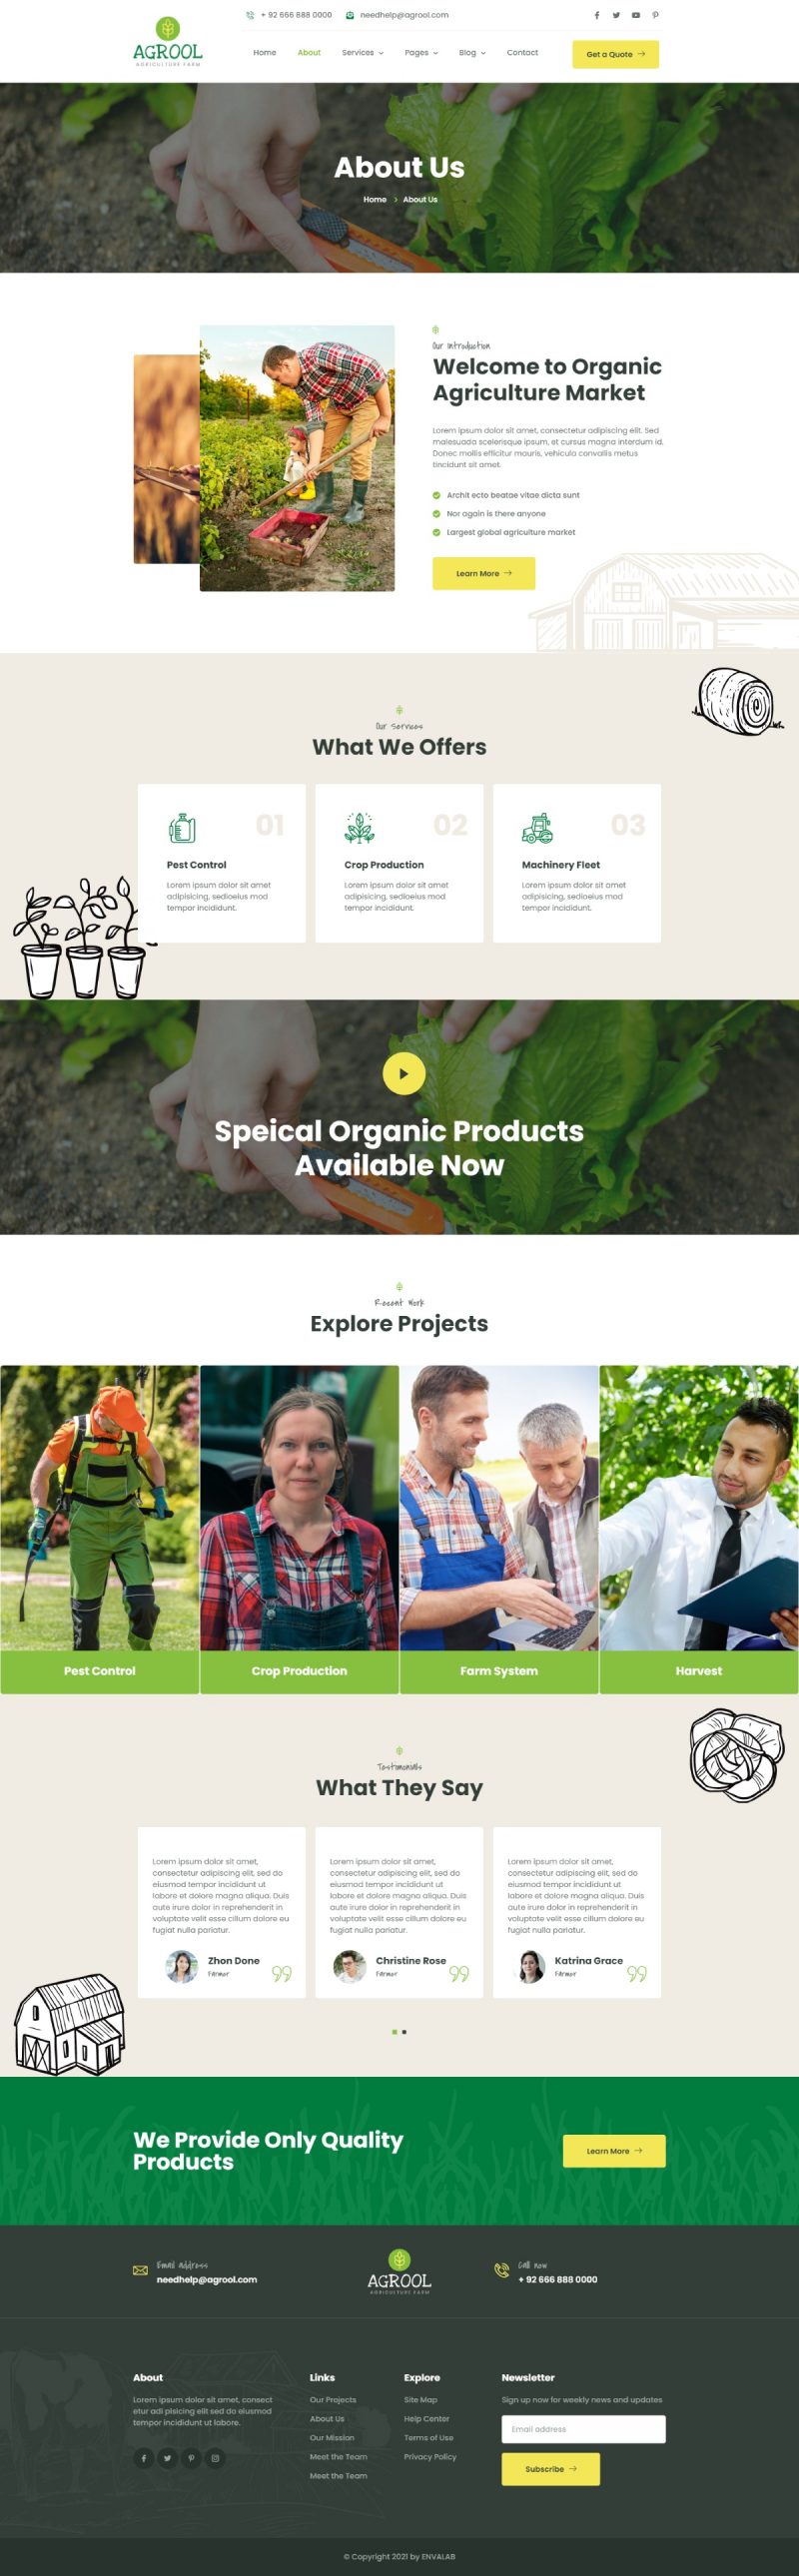 + 92 666 888 0000
needhelp@agrool.com
AGROOL
AGRICULTURE FARM
Home
About
Services
Pages
Blog
Contact
Get a Quote
About Us
Home > About Us
Our Introduction
Welcome to Organic
Agriculture Market
Lorem ipsum dolor sit amet, consectetur adipiscing elit. Sed
malesuada scelerisque ipsum, et cursus magna interdum id.
Donec mollis efficitur mauris, vehicula convallis metus
tincidunt sit amet.
Archit ecto beatae vitae dicta sunt
Nor again is there anyone
Largest global agriculture market
Learn More
Our Services
What We Offers
01
Pest Control
Lorem ipsum dolor sit amet
adipisicing, sedioeius mod
tempor incididunt.
02
Crop Production
Lorem ipsum dolor sit amet
adipisicing, sedioeius mod
tempor incididunt.
03
Machinery Fleet
Lorem ipsum dolor sit amet
adipisicing, sedioeius mod
tempor incididunt.
Speical Organic Products
Available Now
Recent Work
Explore Projects
Pest Control
Crop Production
Farm System
Harvest
Testimonials
What They Say
Lorem ipsum dolor sit amet,
consectetur adipiscing elit, sed do
eiusmod tempor incididunt ut
labore et dolore magna aliqua. Duis
aute irure dolor in reprehenderit in
voluptate velit esse cillum dolore eu
fugiat nulla pariatur.
Zhon Done
Farmer
Lorem ipsum dolor sit amet,
consectetur adipiscing elit, sed do
eiusmod tempor incididunt ut
labore et dolore magna aliqua. Duis
aute irure dolor in reprehenderit in
voluptate velit esse cillum dolore eu
fugiat nulla pariatur.
Christine Rose
Farmer
Lorem ipsum dolor sit amet,
consectetur adipiscing elit, sed do
eiusmod tempor incididunt ut
labore et dolore magna aliqua. Duis
aute irure dolor in reprehenderit in
voluptate velit esse cillum dolore eu
fugiat nulla pariatur.
Katrina Grace
Farmer
We Provide Only Quality
Products
Learn More
Email address
needhelp@agrool.com
AGROOL
AGRICULTURE FARM
Call now
+ 92 666 888 0000
About
Lorem ipsum dolor sit amet, consect
etur adi pisicing elit sed do eiusmod
tempor incididunt ut labore.
Links
Our Projects
About Us
Our Mission
Meet the Team
Meet the Team
Explore
Site Map
Help Center
Terms of Use
Privacy Policy
Newsletter
Sign up now for weekly news and updates
Email address
Subscribe
© Copyright 2021 by ENVALAB